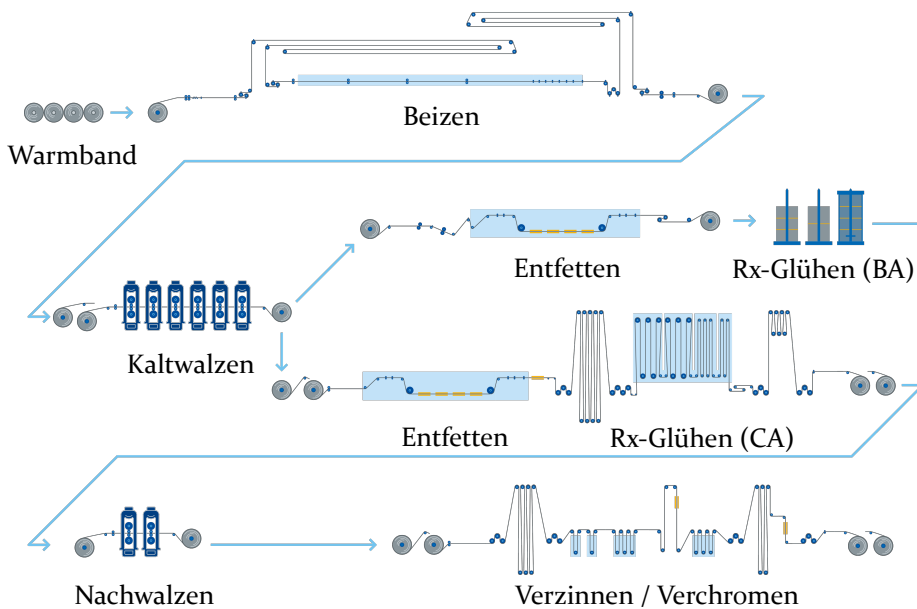 Beizen
Warmband
Entfetten
Rx-Glühen (BA)
Kaltwalzen
Entfetten
Rx-Glühen (CA)
Nachwalzen
Verzinnen / Verchromen